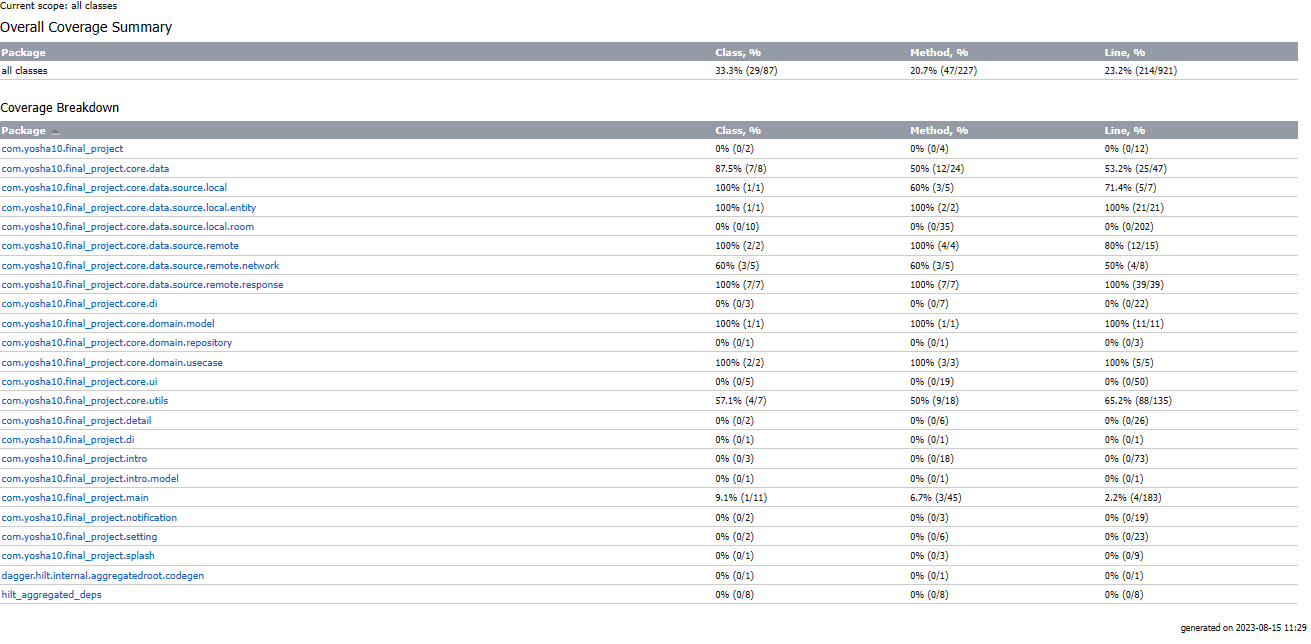 Current scope: all classes
Overall Coverage Summary
Package Class, % Method, % Line, %
all classes 33.3% (29/87) 20.7% (47/227) 23.2% (214/921)
Coverage Breakdown
Package Class, % Method, % Line, %
com.yosha10.final_project 0% (0/2) 0% (0/4) 0% (0/12)
com.yosha10.final_project.core.data 87.5% (7/8) 50% (12/24) 53.2% (25/47)
com.yosha10.final_project.core.data.source.local 100% (1/1) 60% (3/5) 71.4% (5/7)
com.yosha10.final_project.core.data.source.local.entity 100% (1/1) 100% (2/2) 100% (21/21)
com.yosha10.final_project.core.data.source.local.room 0% (0/10) 0% (0/35) 0% (0/202)
com.yosha10.final_project.core.data.source.remote 100% (2/2) 100% (4/4) 80% (12/15)
com.yosha10.final_project.core.data.source.remote.network 60% (3/5) 60% (3/5) 50% (4/8)
com.yosha10.final_project.core.data.source.remote.response 100% (7/7) 100% (7/7) 100% (39/39)
com.yosha10.final_project.core.di 0% (0/3) 0% (0/7) 0% (0/22)
com.yosha10.final_project.core.domain.model 100% (1/1) 100% (1/1) 100% (11/11)
com.yosha10.final_project.core.domain.repository 0% (0/1) 0% (0/1) 0% (0/3)
com.yosha10.final_project.core.domain.usecase 100% (2/2) 100% (3/3) 100% (5/5)
com.yosha10.final_project.core.ui 0% (0/5) 0% (0/19) 0% (0/50)
com.yosha10.final_project.core.utils 57.1% (4/7) 50% (9/18) 65.2% (88/135)
com.yosha10.final_project.detail 0% (0/2) 0% (0/6) 0% (0/26)
com.yosha10.final_project.di 0% (0/1) 0% (0/1) 0% (0/1)
com.yosha10.final_project.intro 0% (0/3) 0% (0/18) 0% (0/73)
com.yosha10.final_project.intro.model 0% (0/1) 0% (0/1) 0% (0/1)
com.yosha10.final_project.main 9.1% (1/11) 6.7% (3/45) 2.2% (4/183)
com.yosha10.final_project.notification 0% (0/2) 0% (0/3) 0% (0/19)
com.yosha10.final_project.setting 0% (0/2) 0% (0/6) 0% (0/23)
com.yosha10.final_project.splash 0% (0/1) 0% (0/3) 0% (0/9)
dagger.hilt.internal.aggregatedroot.codegen 0% (0/1) 0% (0/1) 0% (0/1)
hilt_aggregated_deps 0% (0/8) 0% (0/8) 0% (0/8)
generated on 2023-08-15 11:29